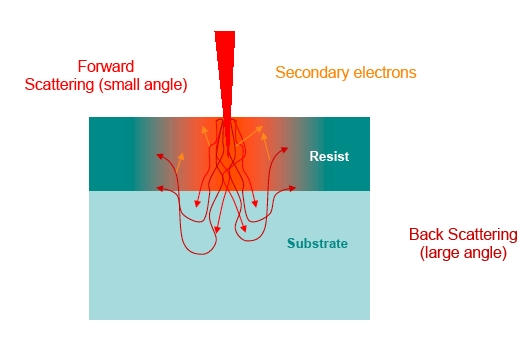 Forward
Scattering (small angle)
Secondary electrons
Resist
Substrate
Back Scattering
(large angle)